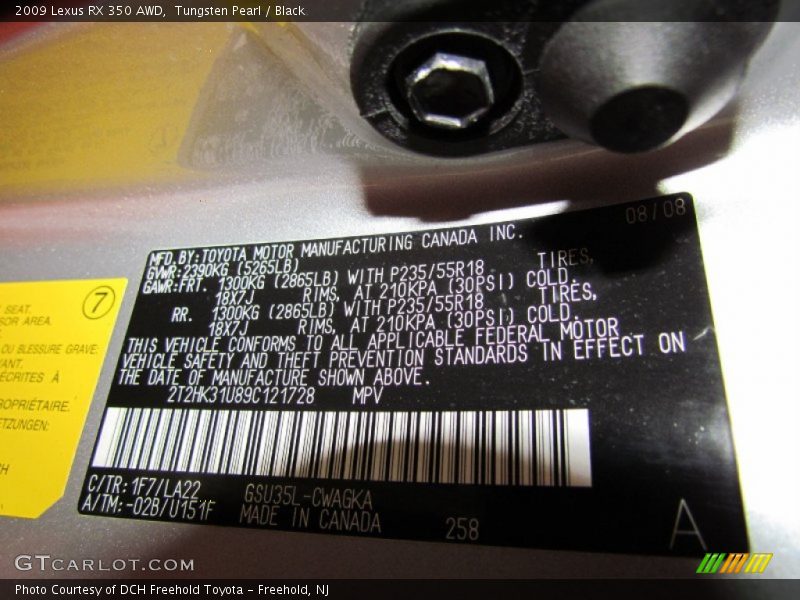 2009 Lexus RX 350 AWD,  Tungsten Pearl / Black
08/08
MFD. BY: TOYOTA MOTOR MANUFACTURING CANADA INC.
GVWR: 2390KG (5265LB)
GAWR: FRT. 1300KG (2865LB) WITH P235/55R18 TIRES,
18X7J RIMS, AT 210KPA (30PSI) COLD.
RR. 1300KG (2865LB) WITH P235/55R18 TIRES,
18X7J RIMS, AT 210KPA (30PSI) COLD.
THIS VEHICLE CONFORMS TO ALL APPLICABLE FEDERAL MOTOR
VEHICLE SAFETY AND THEFT PREVENTION STANDARDS IN EFFECT ON
THE DATE OF MANUFACTURE SHOWN ABOVE.
2T2HK31U89C121728 MPV
C/TR: 1F7/LA22
A/TM: -02B/U151F
GSU35L-CWAGKA
MADE IN CANADA
258
A
7
SEAT
AREA.
OU BLESSURE GRAVE
À
GTCARLOT.COM
Photo Courtesy of DCH Freehold Toyota - Freehold, NJ